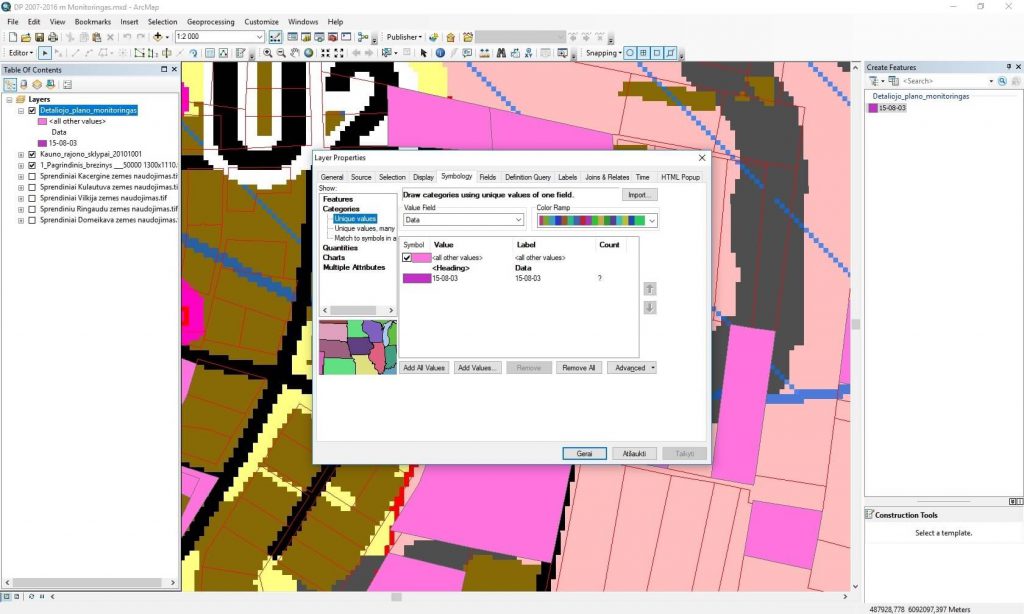 DP 2007-2016 m Monitoringas.mxd - ArcMap
File Edit View Bookmarks Insert Selection Geoprocessing Customize Windows Help
1:2 000
Publisher
Editor
Snapping
Table Of Contents
Layers
Detaliojo_plano_monitoringas
<all other values>
Data
15-08-03
Kauno_rajono_sklypai_20101001
1_Pagrindinis_brezinys ___50000 1300x1110.
Sprendiniai Kacergine zemes naudojimas.tif
Sprendiniai Kulautuva zemes naudojimas.tif
Sprendiniai Vilkija zemes naudojimas.tif
Sprendiniu Ringaudu zemes naudojimas.tif
Sprendiniai Domeikava zemes naudojimas.tif
Layer Properties
General Source Selection Display Symbology Fields Definition Query Labels Joins & Relates Time HTML Popup
Show:
Features
Categories
Unique values
Unique values, many
Match to symbols in a
Quantities
Charts
Multiple Attributes
Draw categories using unique values of one field.
Import...
Value Field
Color Ramp
Data
Symbol Value Label Count
<all other values> <all other values>
<Heading> Data
15-08-03 15-08-03 ?
Add All Values Add Values... Remove Remove All Advanced
Gerai Atšaukti Taikyti
Create Features
<Search>
Detaliojo_plano_monitoringas
15-08-03
Construction Tools
Select a template.
487928,778 6092097,397 Meters